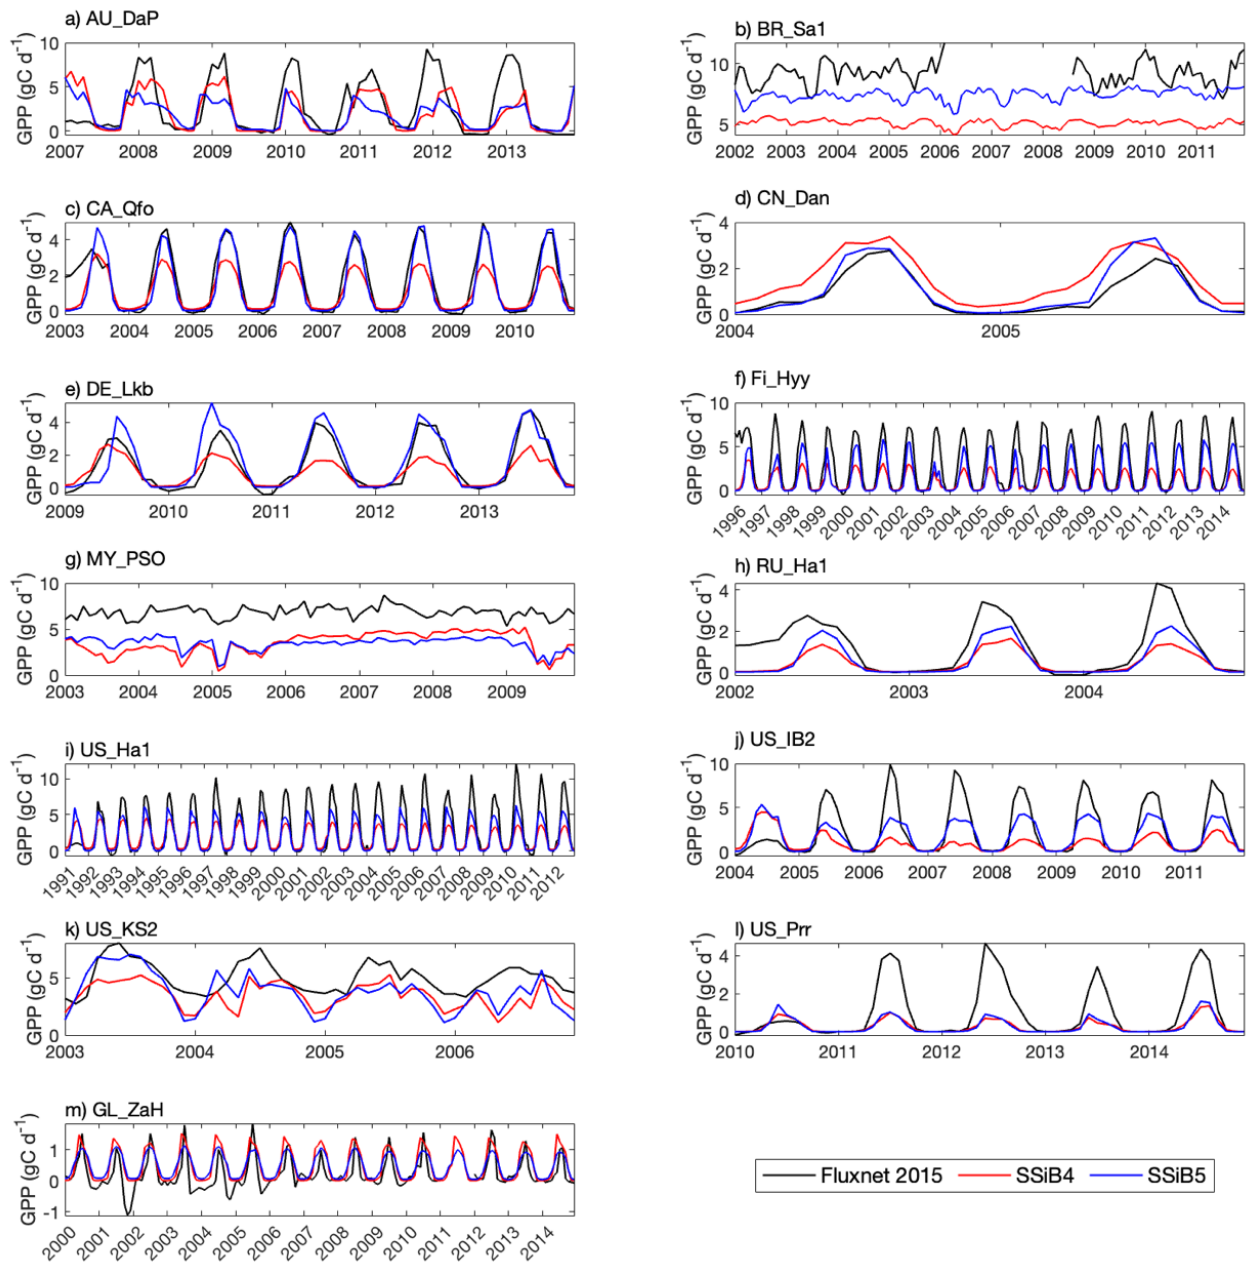 a) AU_DaP
GPP (gC d⁻¹)
10
5
0
2007 2008 2009 2010 2011 2012 2013
b) BR_Sa1
GPP (gC d⁻¹)
10
5
2002 2003 2004 2005 2006 2007 2008 2009 2010 2011
c) CA_Qfo
GPP (gC d⁻¹)
4
2
0
2003 2004 2005 2006 2007 2008 2009 2010
d) CN_Dan
GPP (gC d⁻¹)
4
2
0
2004 2005
e) DE_Lkb
GPP (gC d⁻¹)
4
2
0
2009 2010 2011 2012 2013
f) Fi_Hyy
GPP (gC d⁻¹)
10
5
0
1996 1997 1998 1999 2000 2001 2002 2003 2004 2005 2006 2007 2008 2009 2010 2011 2012 2013 2014
g) MY_PSO
GPP (gC d⁻¹)
10
5
0
2003 2004 2005 2006 2007 2008 2009
h) RU_Ha1
GPP (gC d⁻¹)
4
2
0
2002 2003 2004
i) US_Ha1
GPP (gC d⁻¹)
10
5
0
1991 1992 1993 1994 1995 1996 1997 1998 1999 2000 2001 2002 2003 2004 2005 2006 2007 2008 2009 2010 2011 2012
j) US_IB2
GPP (gC d⁻¹)
10
5
0
2004 2005 2006 2007 2008 2009 2010 2011
k) US_KS2
GPP (gC d⁻¹)
5
0
2003 2004 2005 2006
l) US_Prr
GPP (gC d⁻¹)
4
2
0
2010 2011 2012 2013 2014
m) GL_ZaH
GPP (gC d⁻¹)
1
0
-1
2000 2001 2002 2003 2004 2005 2006 2007 2008 2009 2010 2011 2012 2013 2014
Fluxnet 2015 SSiB4 SSiB5